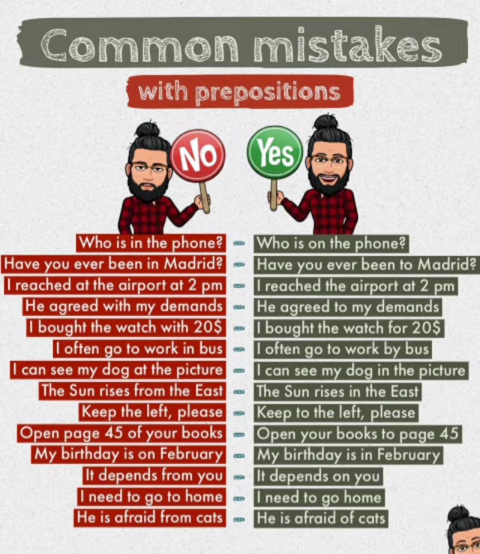 Common mistakes
with prepositions
No
Yes
Who is in the phone? - Who is on the phone?
Have you ever been in Madrid? - Have you ever been to Madrid?
I reached at the airport at 2 pm - I reached the airport at 2 pm
He agreed with my demands - He agreed to my demands
I bought the watch with 20$ - I bought the watch for 20$
I often go to work in bus - I often go to work by bus
I can see my dog at the picture - I can see my dog in the picture
The Sun rises from the East - The Sun rises in the East
Keep the left, please - Keep to the left, please
Open page 45 of your books - Open your books to page 45
My birthday is on February - My birthday is in February
It depends from you - It depends on you
I need to go to home - I need to go home
He is afraid from cats - He is afraid of cats